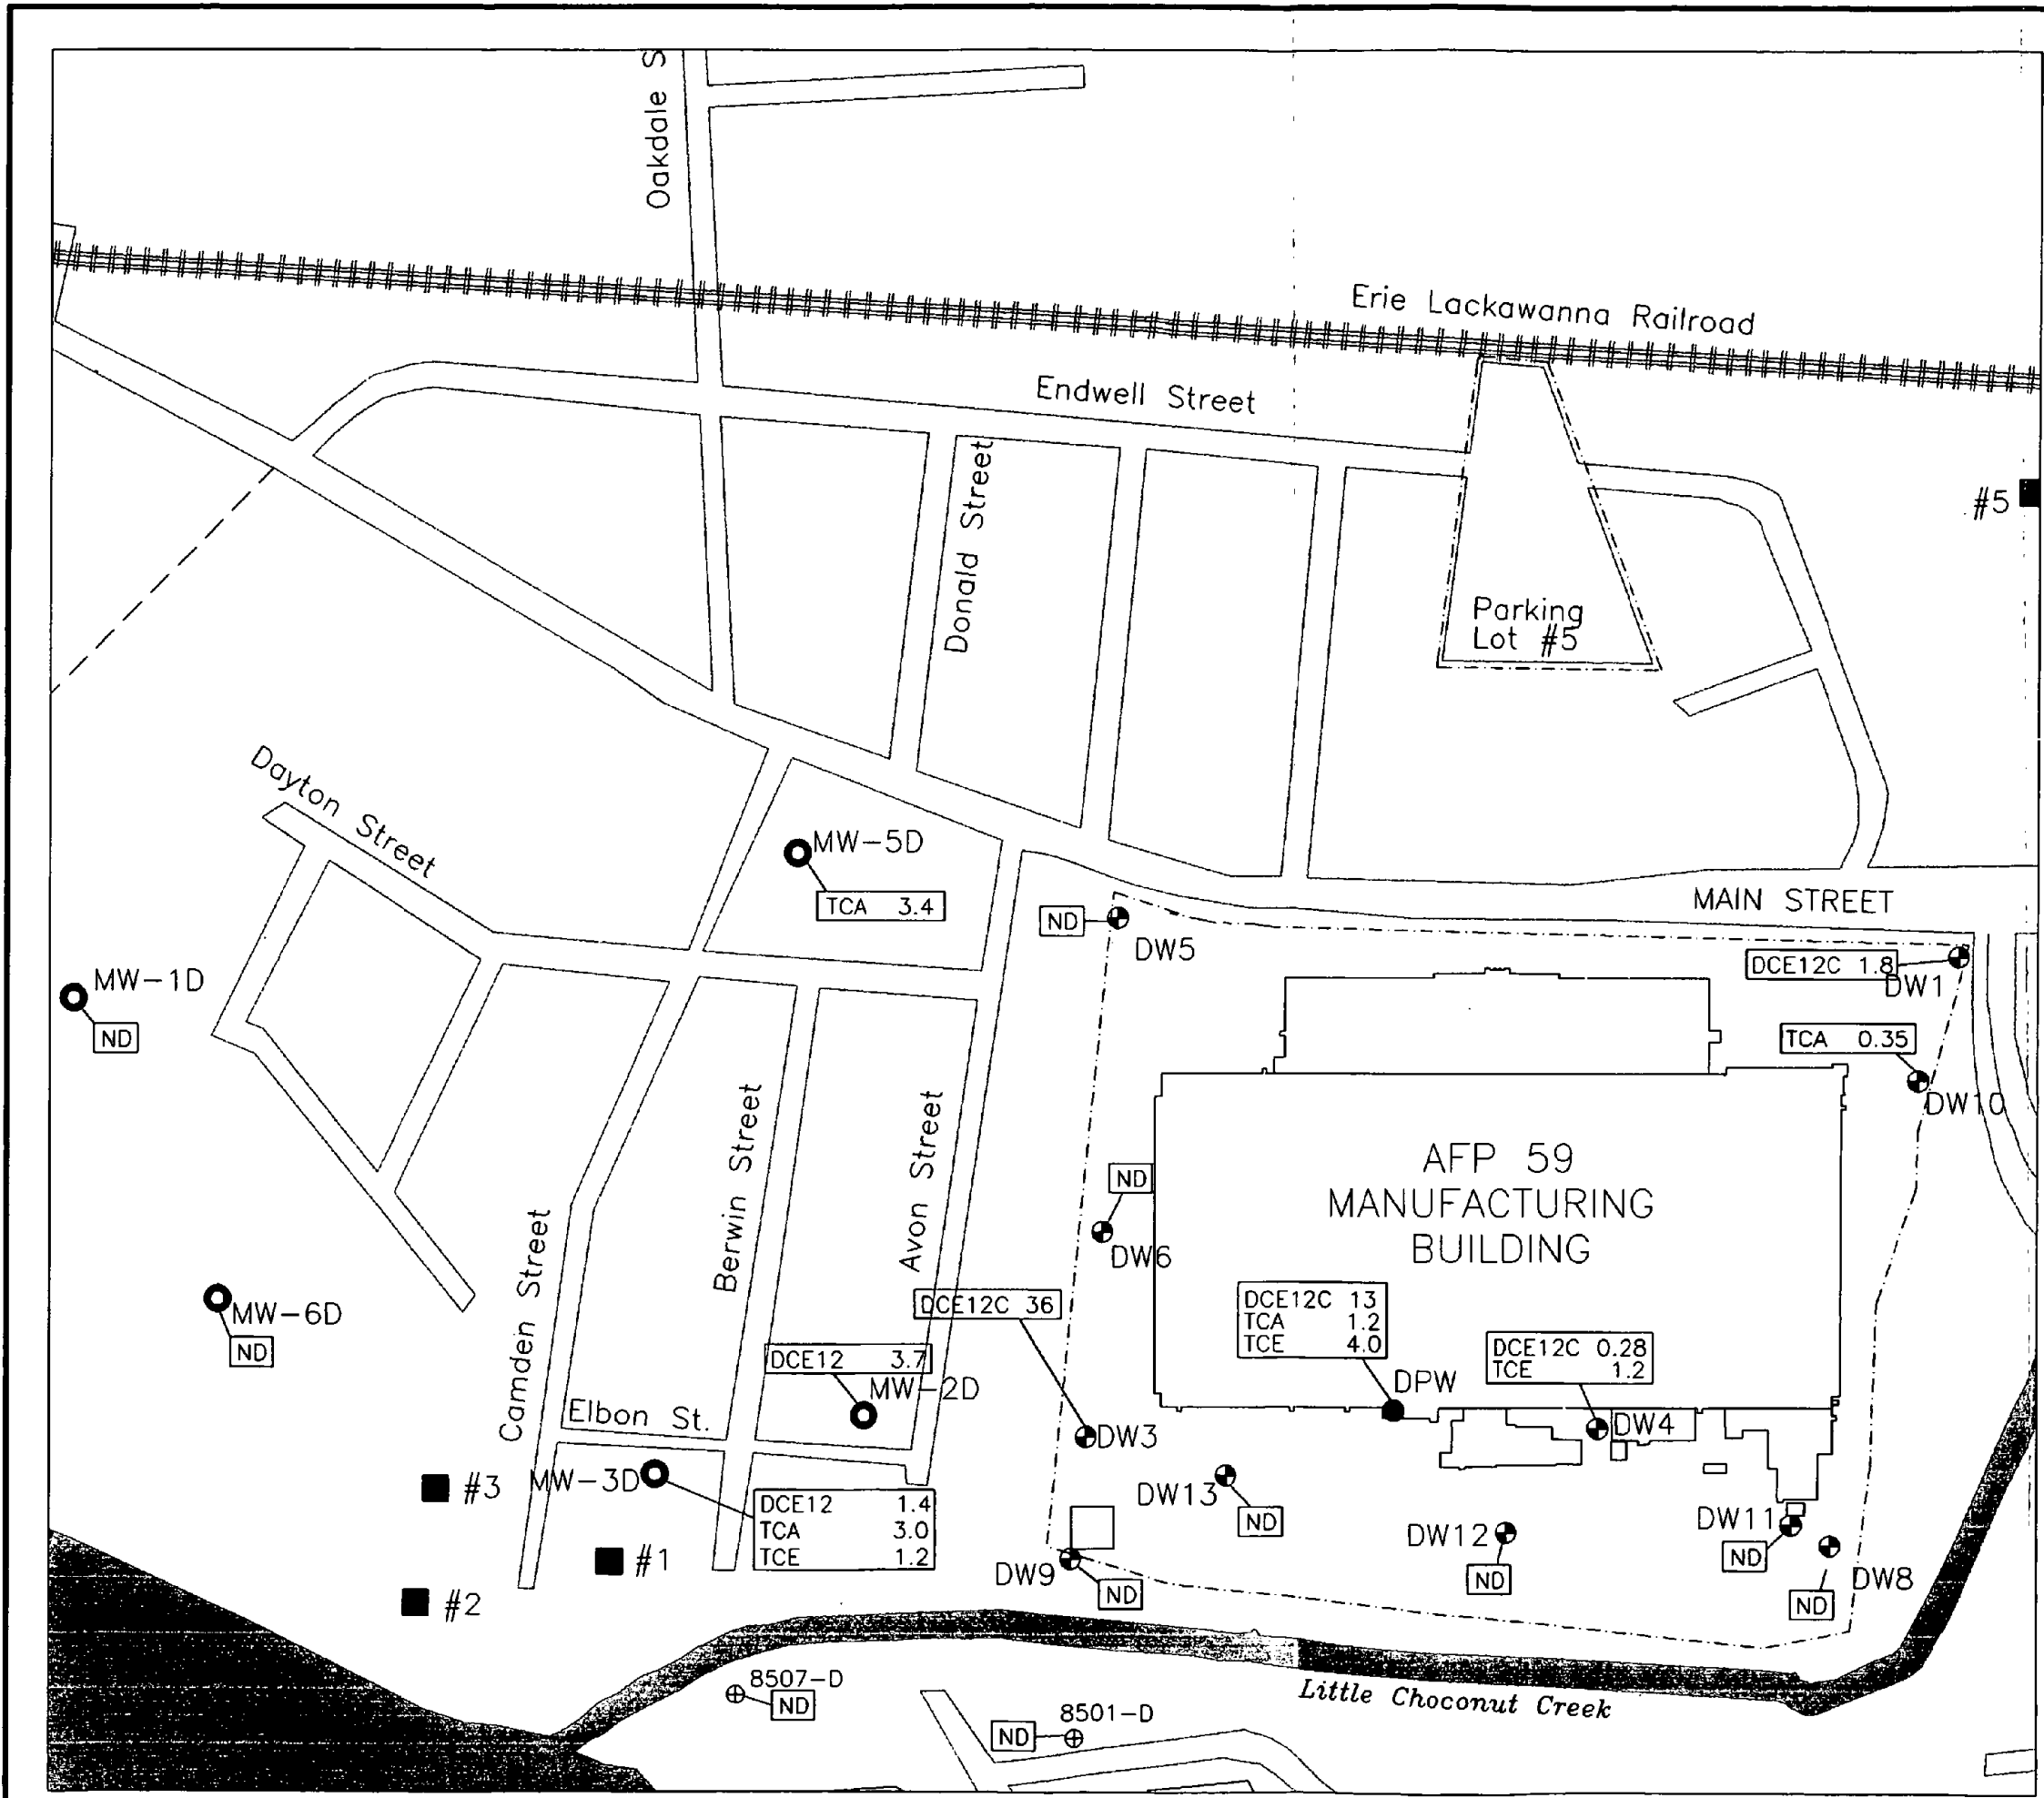 Oakdale S
Erie Lackawanna Railroad
Endwell Street
#5
Donald Street
Parking
Lot #5
Dayton Street
MW-5D
TCA 3.4
MAIN STREET
ND
DW5
DCE12C 1.8
DW1
MW-1D
ND
TCA 0.35
DW10
Berwin Street
Avon Street
Camden Street
AFP 59
MANUFACTURING
BUILDING
ND
DW6
MW-6D
ND
DCE12C 36
DCE12C 13
TCA 1.2
TCE 4.0
DCE12C 0.28
TCE 1.2
DCE12 3.7
MW-2D
DPW
Elbon St.
DW3
DW4
#3
MW-3D
DCE12 1.4
TCA 3.0
TCE 1.2
DW13
ND
DW12
ND
DW11
ND
#1
#2
DW9
ND
DW8
ND
8507-D
ND
8501-D
ND
Little Choconut Creek